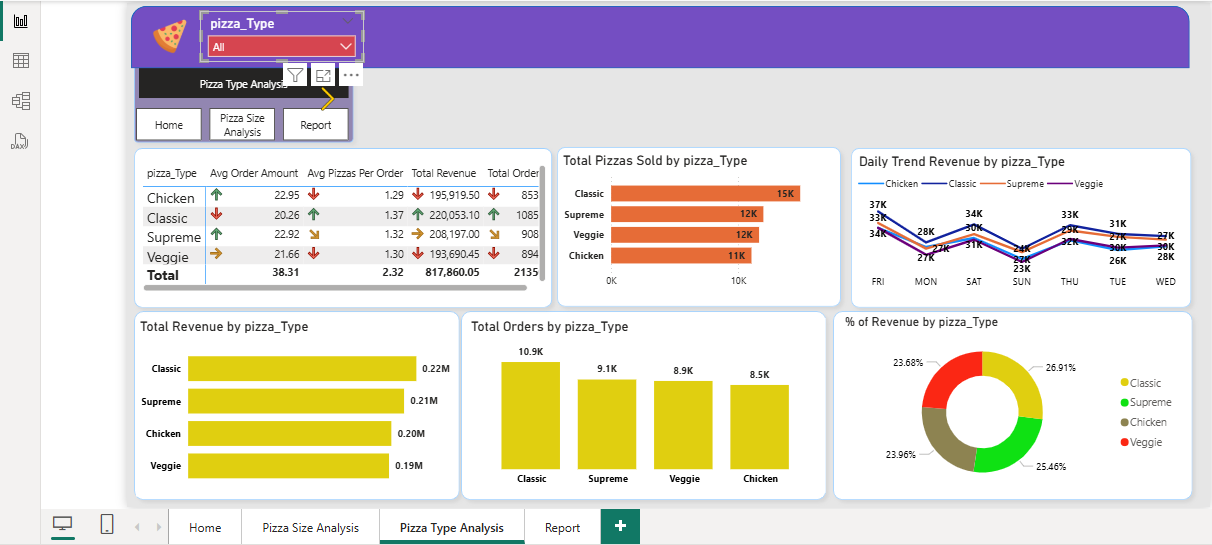 pizza_Type
All
Pizza Type Analysis
Home
Pizza Size
Analysis
Report
DAX
pizza_Type Avg Order Amount Avg Pizzas Per Order Total Revenue Total Order
Chicken 22.95 1.29 195,919.50 853
Classic 20.26 1.37 220,053.10 1085
Supreme 22.92 1.32 208,197.00 908
Veggie 21.66 1.30 193,690.45 894
Total 38.31 2.32 817,860.05 2135
Total Pizzas Sold by pizza_Type
Classic 15K
Supreme 12K
Veggie 12K
Chicken 11K
0K 10K
Daily Trend Revenue by pizza_Type
Chicken Classic Supreme Veggie
37K
33K
34K
28K
27K
27K
34K
30K
31K
24K
27K
23K
33K
29K
32K
31K
27K
30K
26K
27K
30K
28K
FRI MON SAT SUN THU TUE WED
Total Revenue by pizza_Type
Classic 0.22M
Supreme 0.21M
Chicken 0.20M
Veggie 0.19M
Total Orders by pizza_Type
10.9K
9.1K
8.9K
8.5K
Classic Supreme Veggie Chicken
% of Revenue by pizza_Type
23.68%
26.91%
23.96%
25.46%
Classic
Supreme
Chicken
Veggie
Home Pizza Size Analysis Pizza Type Analysis Report +